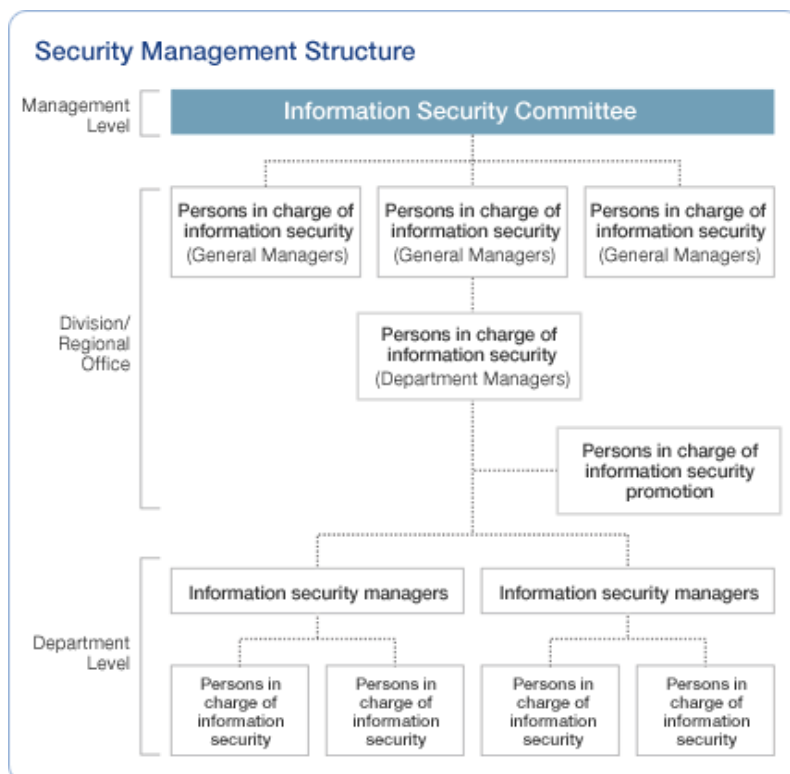 Security Management Structure
Management
Level
Information Security Committee
Persons in charge of
information security
(General Managers)
Persons in charge of
information security
(General Managers)
Persons in charge of
information security
(General Managers)
Division/
Regional
Office
Persons in charge of
information security
(Department Managers)
Persons in charge of
information security
promotion
Department
Level
Information security managers
Information security managers
Persons in
charge of
information
security
Persons in
charge of
information
security
Persons in
charge of
information
security
Persons in
charge of
information
security